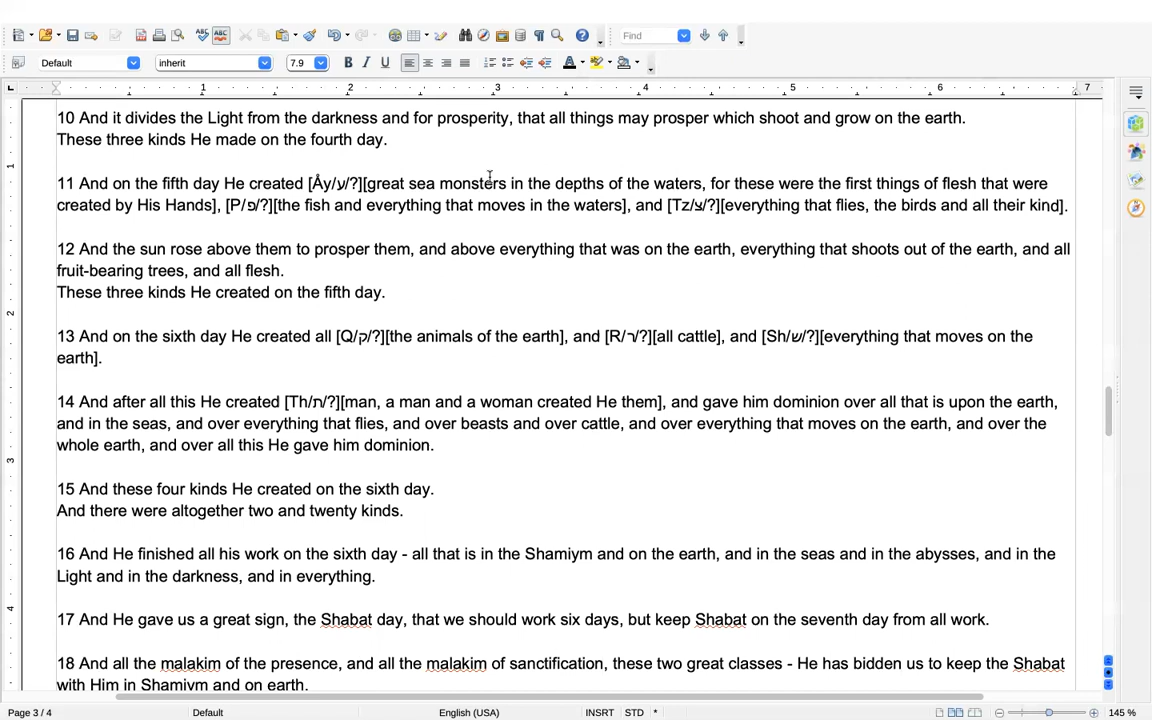 Find
Default
inherit
7.9
1
2
3
4
5
6
7
10 And it divides the Light from the darkness and for prosperity, that all things may prosper which shoot and grow on the earth.
These three kinds He made on the fourth day.
11 And on the fifth day He created [Åy/ע/?][great sea monsters in the depths of the waters, for these were the first things of flesh that were
created by His Hands], [P/פ/?][the fish and everything that moves in the waters], and [Tz/צ/?][everything that flies, the birds and all their kind].
12 And the sun rose above them to prosper them, and above everything that was on the earth, everything that shoots out of the earth, and all
fruit-bearing trees, and all flesh.
These three kinds He created on the fifth day.
13 And on the sixth day He created all [Q/ק/?][the animals of the earth], and [R/ר/?][all cattle], and [Sh/ש/?][everything that moves on the
earth].
14 And after all this He created [Th/ת/?][man, a man and a woman created He them], and gave him dominion over all that is upon the earth,
and in the seas, and over everything that flies, and over beasts and over cattle, and over everything that moves on the earth, and over the
whole earth, and over all this He gave him dominion.
15 And these four kinds He created on the sixth day.
And there were altogether two and twenty kinds.
16 And He finished all his work on the sixth day - all that is in the Shamiym and on the earth, and in the seas and in the abysses, and in the
Light and in the darkness, and in everything.
17 And He gave us a great sign, the Shabat day, that we should work six days, but keep Shabat on the seventh day from all work.
18 And all the malakim of the presence, and all the malakim of sanctification, these two great classes - He has bidden us to keep the Shabat
with Him in Shamiym and on earth.
1
2
3
4
Page 3 / 4
Default
English (USA)
INSRT
STD
*
145 %